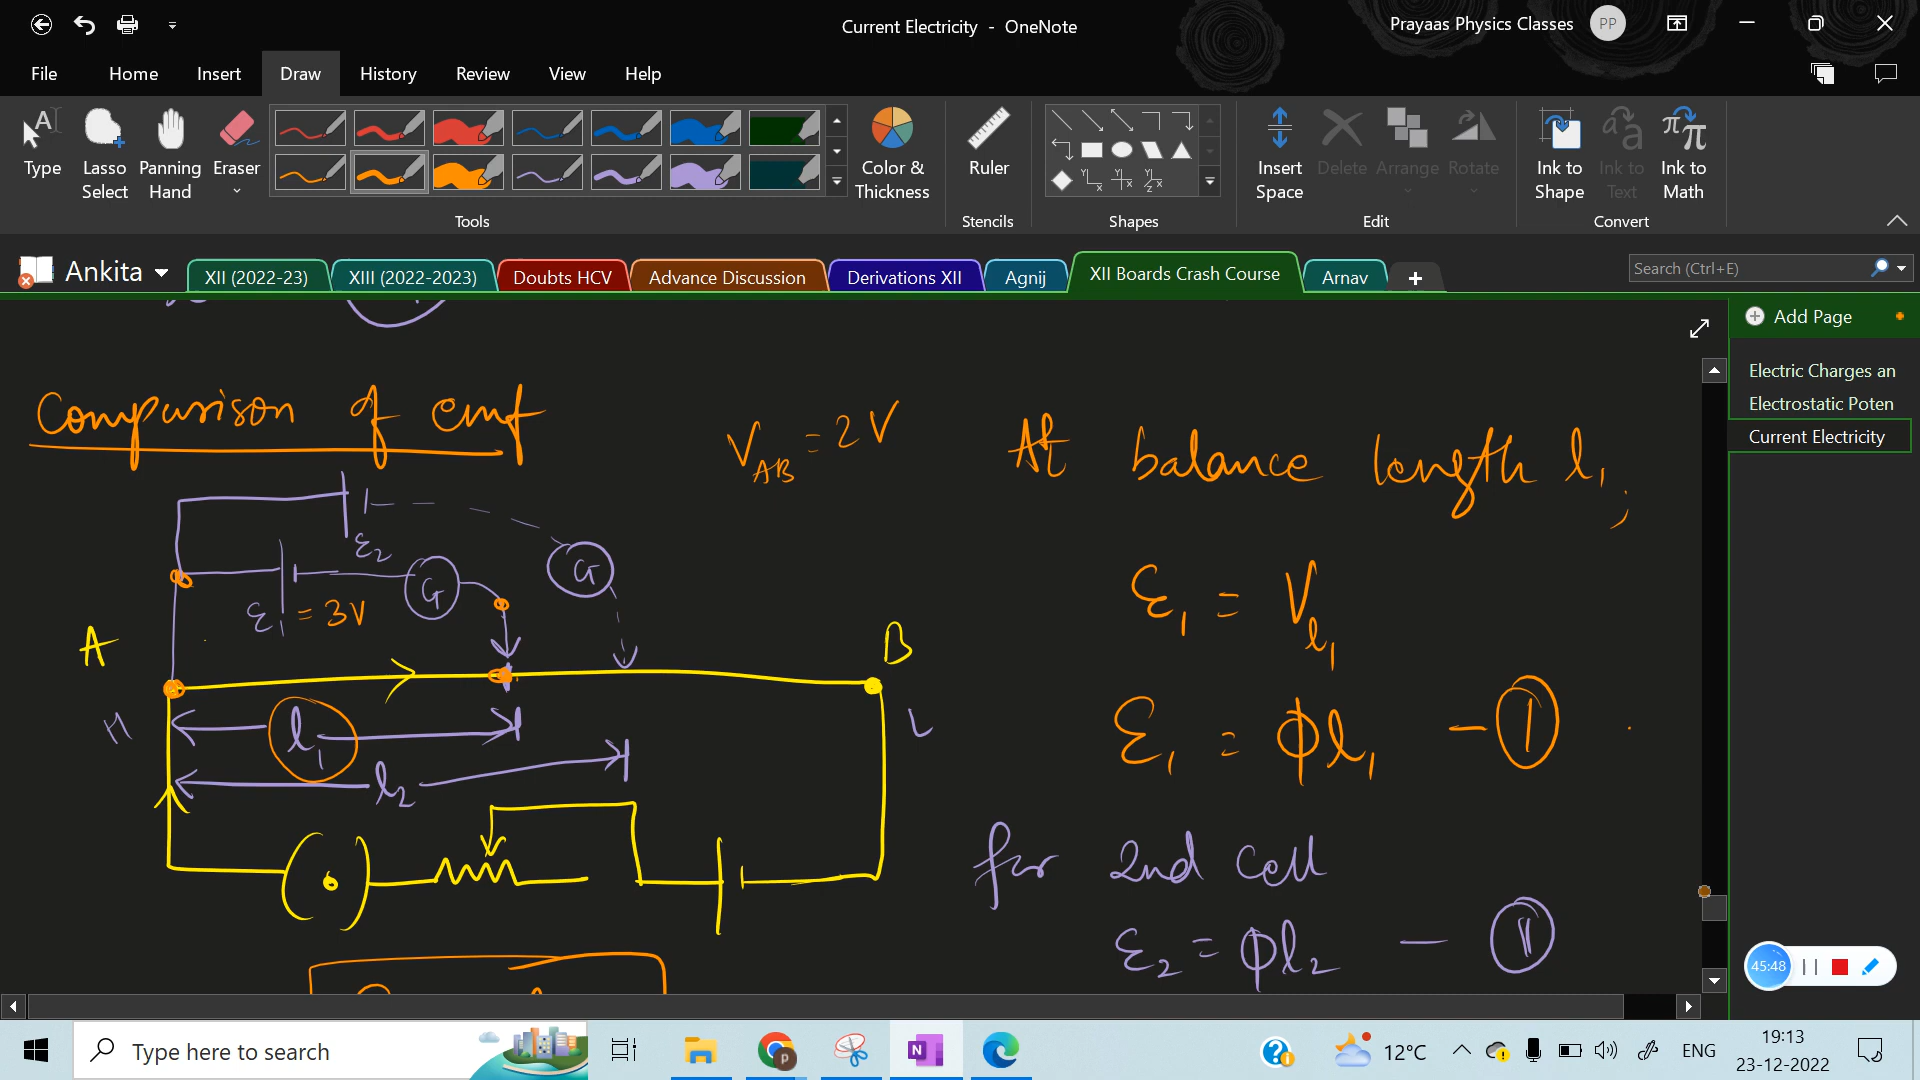 Current Electricity - OneNote
Prayaas Physics Classes PP
File Home Insert Draw History Review View Help
Type
Lasso Select
Panning Hand
Eraser
Color & Thickness
Ruler
Insert Space
Delete
Arrange
Rotate
Ink to Shape
Ink to Text
Ink to Math
Tools
Stencils
Shapes
Edit
Convert
Ankita
XII (2022-23)
XIII (2022-2023)
Doubts HCV
Advance Discussion
Derivations XII
Agnij
XII Boards Crash Course
Arnav
+
Search (Ctrl+E)
Add Page
Electric Charges an
Electrostatic Poten
Current Electricity
Comparison of emf
V_AB = 2V
At balance length l₁;
ε₂
G
G
ε₁ = 3V
A
B
H
L
l₁
l₂
( • )
ε₁ = V_l₁
ε₁ = ϕl₁ - ①
for 2nd cell
ε₂ = ϕl₂ - Ⅱ
45:48
Type here to search
12°C
ENG
19:13
23-12-2022